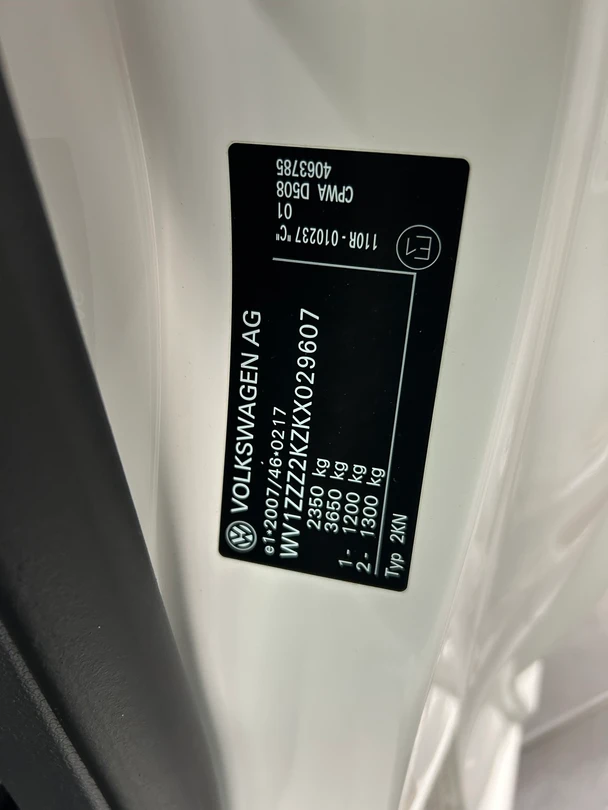 VOLKSWAGEN AG
e1*2007/46*0217
WV1ZZZ2KZKX029607
2350 kg
3650 kg
1- 1200 kg
2- 1300 kg
Typ 2KN
E1
110R-010237 "C"
01
CPWA D508
4063785